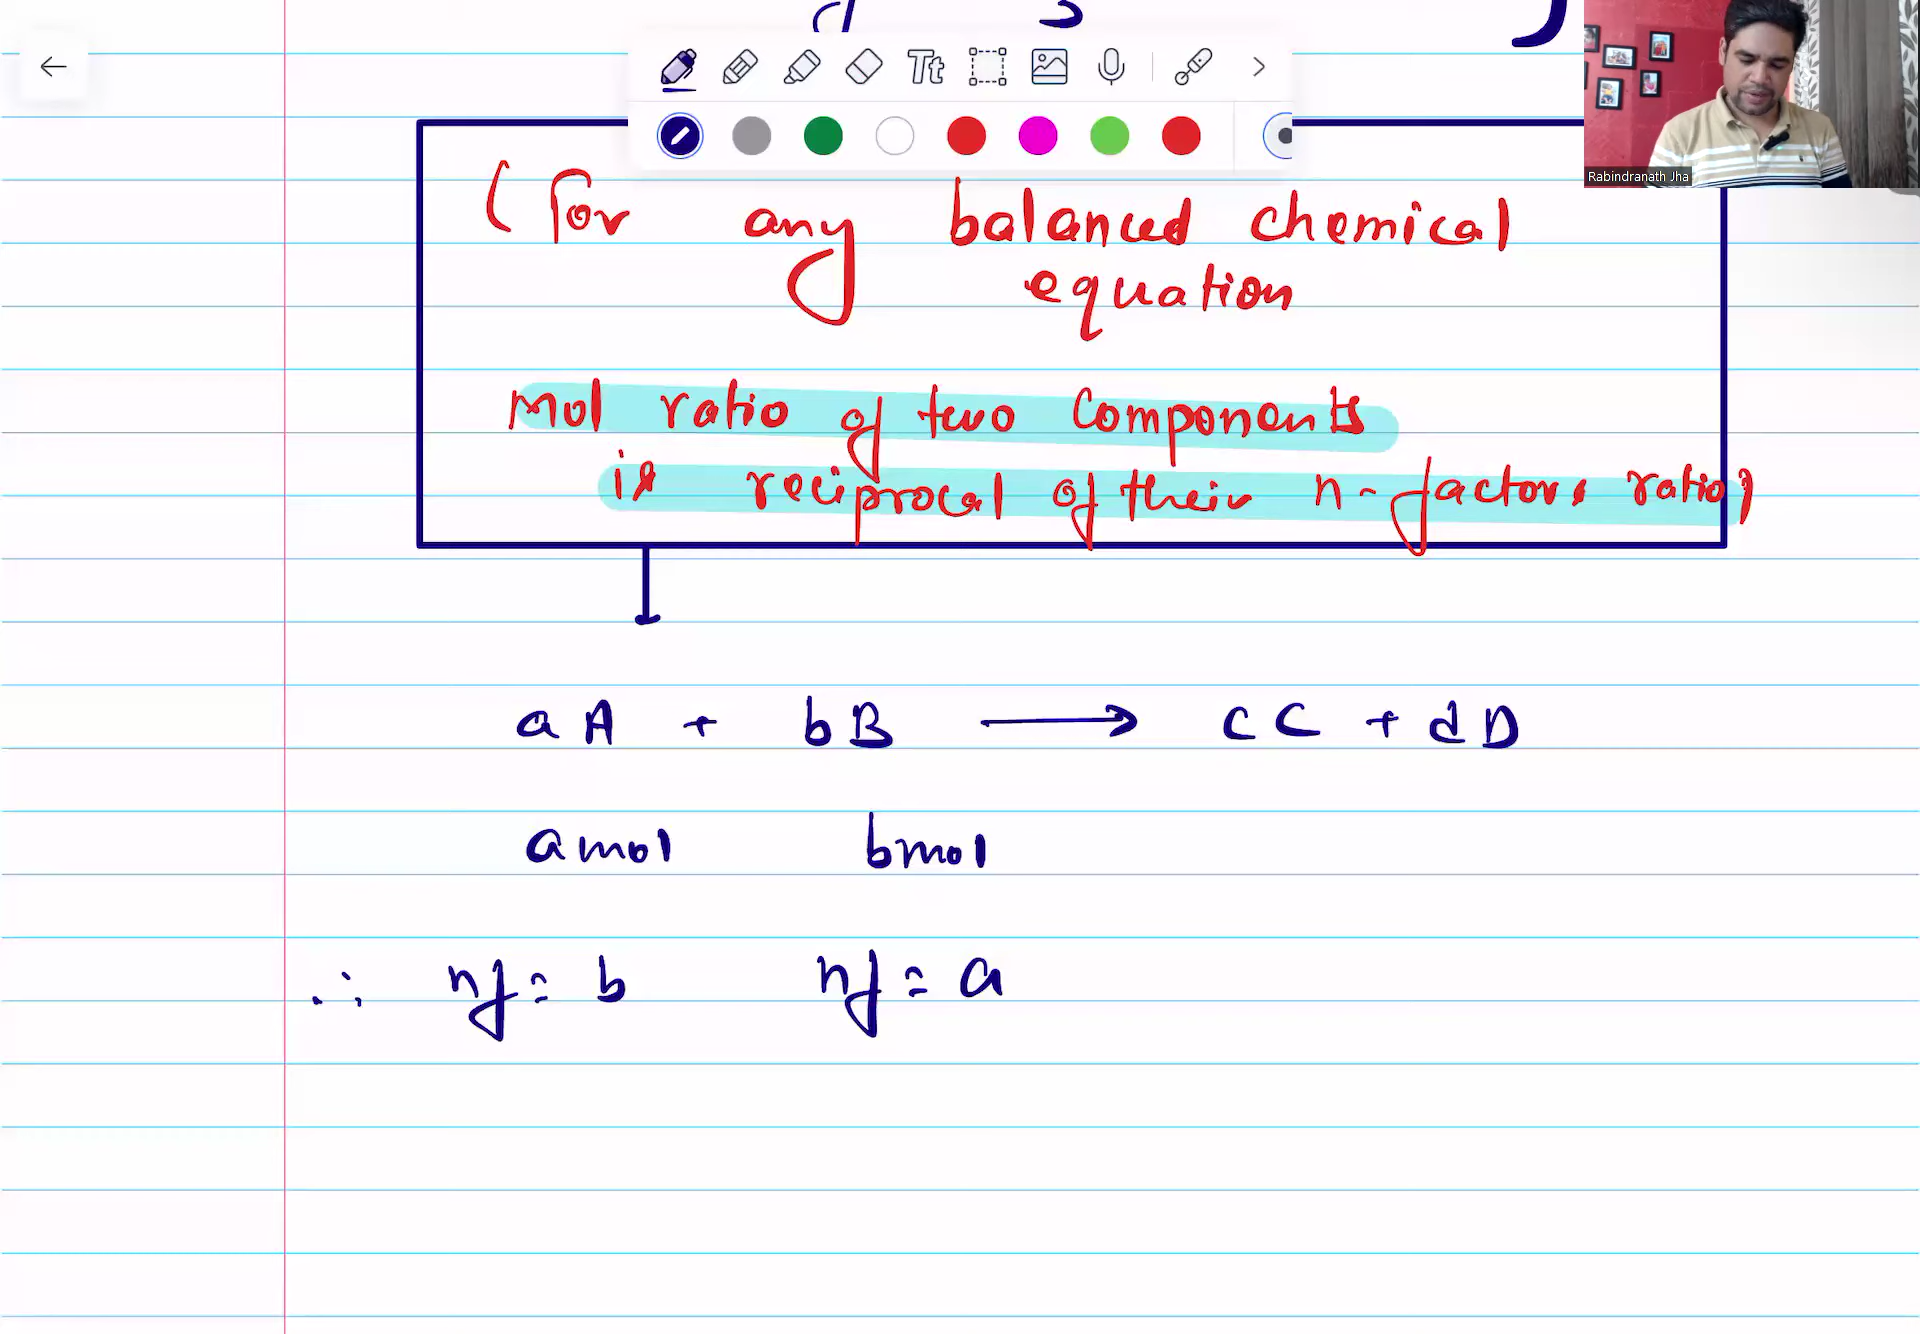 Tt
Rabindranath Jha
(for any balanced chemical
equation
mol ratio of two components
is reciprocal of their n-factors ratio)
aA + bB ⟶ cC + dD
a mol b mol
∴ nf = b nf = a